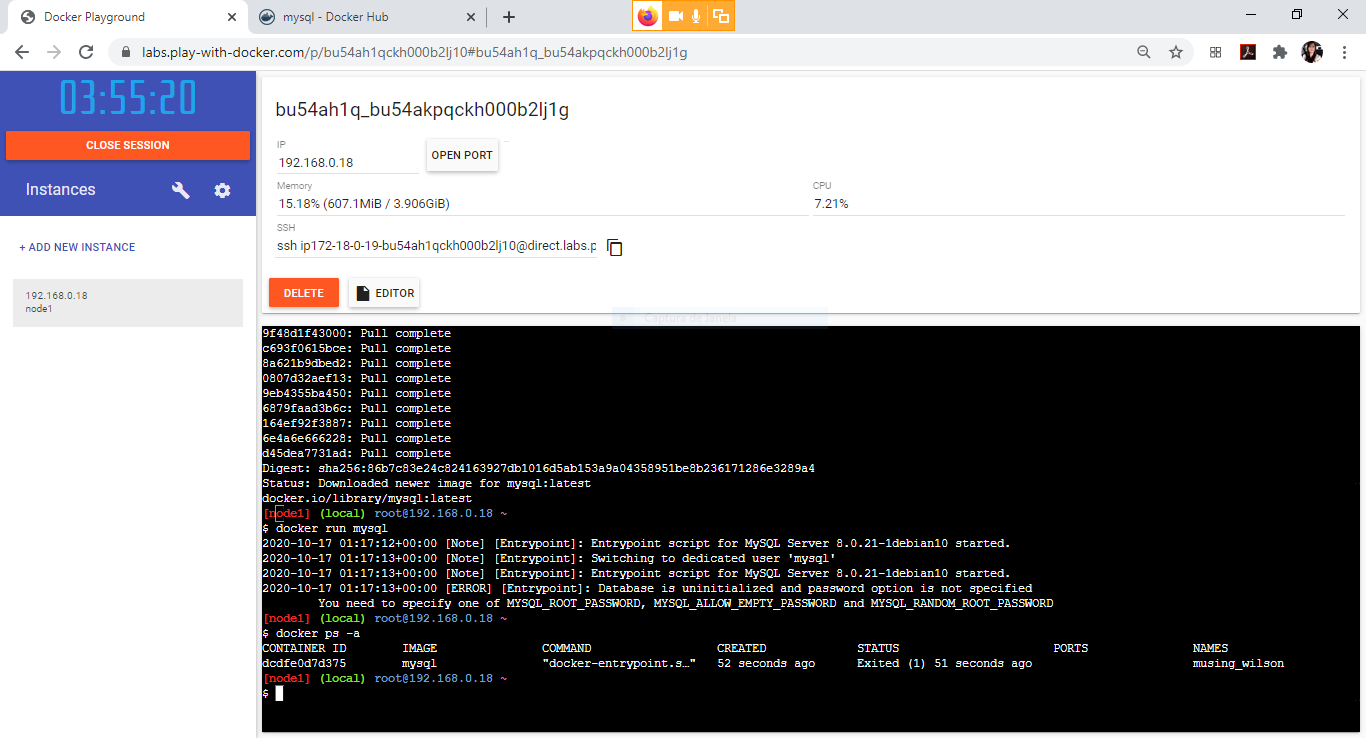 Docker Playground
mysql - Docker Hub
labs.play-with-docker.com/p/bu54ah1qckh000b2lj10#bu54ah1q_bu54akpqckh000b2lj1g
03:55:20
CLOSE SESSION
Instances
+ ADD NEW INSTANCE
192.168.0.18
node1
bu54ah1q_bu54akpqckh000b2lj1g
IP
192.168.0.18
OPEN PORT
Memory
15.18% (607.1MiB / 3.906GiB)
CPU
7.21%
SSH
ssh ip172-18-0-19-bu54ah1qckh000b2lj10@direct.labs.p
DELETE
EDITOR
Captura de Janela
9f48d1f43000: Pull complete
c693f0615bce: Pull complete
8a621b9dbed2: Pull complete
0807d32aef13: Pull complete
9eb4355ba450: Pull complete
6879faad3b6c: Pull complete
164ef92f3887: Pull complete
6e4a6e666228: Pull complete
d45dea7731ad: Pull complete
Digest: sha256:86b7c83e24c824163927db1016d5ab153a9a04358951be8b236171286e3289a4
Status: Downloaded newer image for mysql:latest
docker.io/library/mysql:latest
[node1] (local) root@192.168.0.18 ~
$ docker run mysql
2020-10-17 01:17:12+00:00 [Note] [Entrypoint]: Entrypoint script for MySQL Server 8.0.21-1debian10 started.
2020-10-17 01:17:13+00:00 [Note] [Entrypoint]: Switching to dedicated user 'mysql'
2020-10-17 01:17:13+00:00 [Note] [Entrypoint]: Entrypoint script for MySQL Server 8.0.21-1debian10 started.
2020-10-17 01:17:13+00:00 [ERROR] [Entrypoint]: Database is uninitialized and password option is not specified
You need to specify one of MYSQL_ROOT_PASSWORD, MYSQL_ALLOW_EMPTY_PASSWORD and MYSQL_RANDOM_ROOT_PASSWORD
[node1] (local) root@192.168.0.18 ~
$ docker ps -a
CONTAINER ID IMAGE COMMAND CREATED STATUS PORTS NAMES
dcdfe0d7d375 mysql "docker-entrypoint.s…" 52 seconds ago Exited (1) 51 seconds ago musing_wilson
[node1] (local) root@192.168.0.18 ~
$